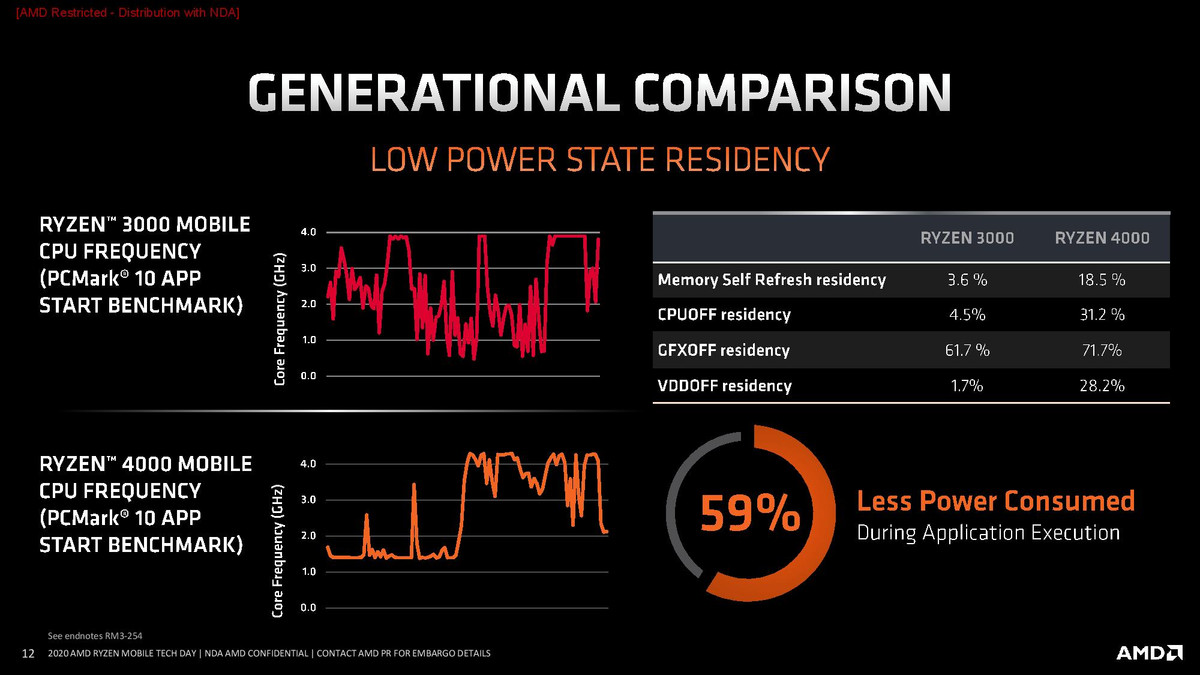 [AMD Restricted - Distribution with NDA]
GENERATIONAL COMPARISON
LOW POWER STATE RESIDENCY
RYZEN™ 3000 MOBILE
CPU FREQUENCY
(PCMark® 10 APP
START BENCHMARK)
Core Frequency (GHz)
4.0
3.0
2.0
1.0
0.0
RYZEN 3000 RYZEN 4000
Memory Self Refresh residency 3.6 % 18.5 %
CPUOFF residency 4.5% 31.2 %
GFXOFF residency 61.7 % 71.7%
VDDOFF residency 1.7% 28.2%
RYZEN™ 4000 MOBILE
CPU FREQUENCY
(PCMark® 10 APP
START BENCHMARK)
Core Frequency (GHz)
4.0
3.0
2.0
1.0
0.0
59%
Less Power Consumed
During Application Execution
See endnotes RM3-254
12 2020 AMD RYZEN MOBILE TECH DAY | NDA AMD CONFIDENTIAL | CONTACT AMD PR FOR EMBARGO DETAILS
AMD